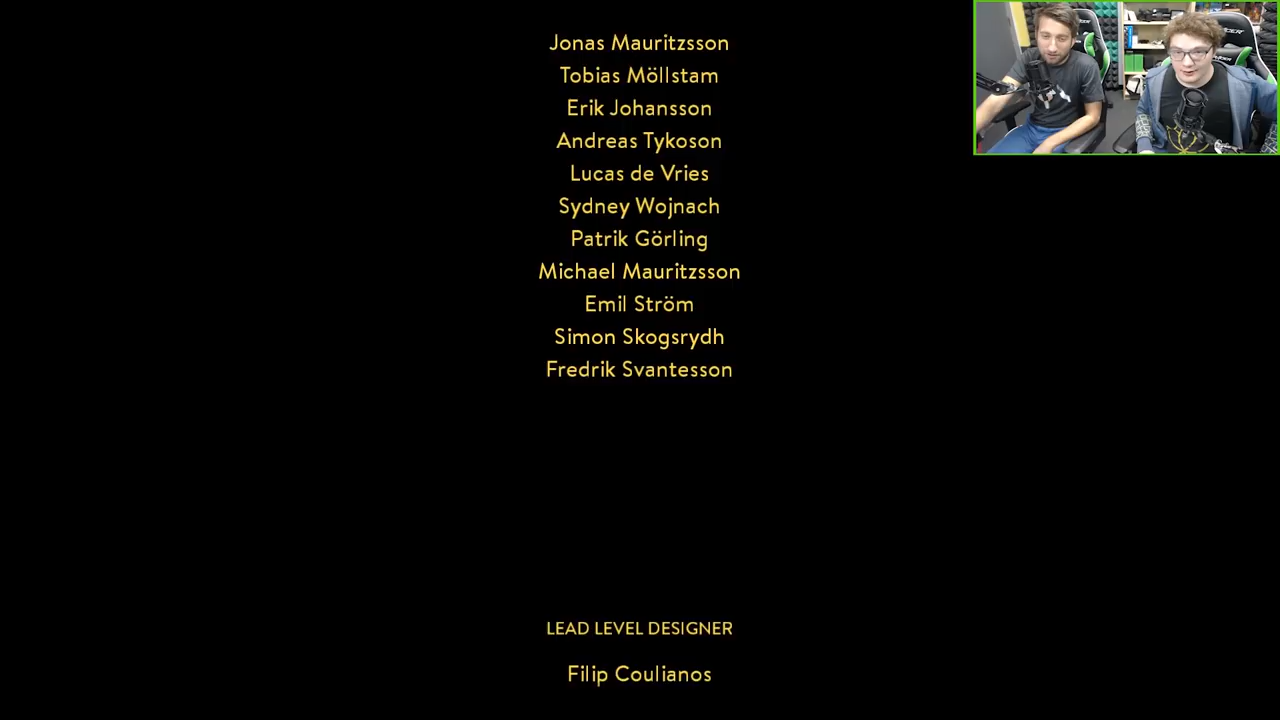 Jonas Mauritzsson
Tobias Möllstam
Erik Johansson
Andreas Tykoson
Lucas de Vries
Sydney Wojnach
Patrik Görling
Michael Mauritzsson
Emil Ström
Simon Skogsrydh
Fredrik Svantesson
LEAD LEVEL DESIGNER
Filip Coulianos